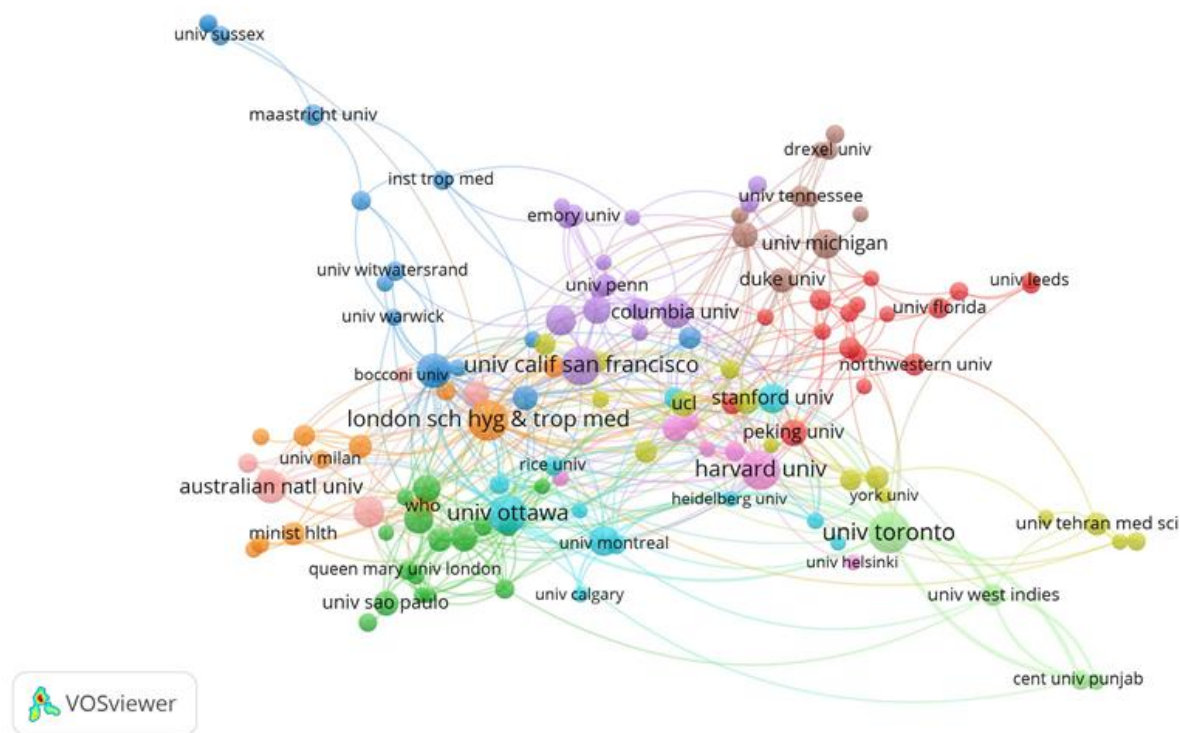 univ sussex
maastricht univ
drexel univ
inst trop med
univ tennessee
emory univ
univ michigan
univ witwatersrand
univ penn
duke univ
univ leeds
univ florida
univ warwick
columbia univ
bocconi univ
univ calif san francisco
northwestern univ
stanford univ
ucl
london sch hyg & trop med
peking univ
univ milan
rice univ
harvard univ
australian natl univ
heidelberg univ
york univ
who
univ ottawa
univ tehran med sci
minist hlth
univ montreal
univ toronto
queen mary univ london
univ helsinki
univ sao paulo
univ calgary
univ west indies
cent univ punjab
VOSviewer